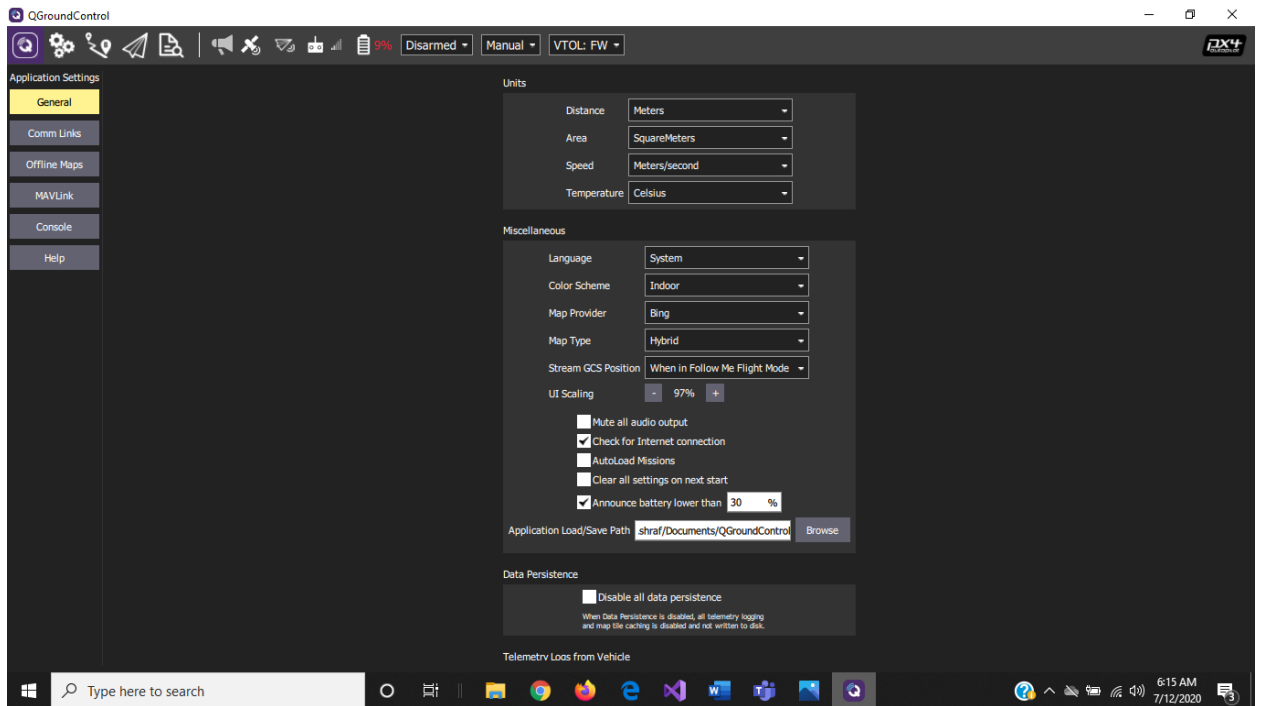 QGroundControl
9% Disarmed Manual VTOL: FW
px4
autopilot
Application Settings
General
Comm Links
Offline Maps
MAVLink
Console
Help
Units
Distance Meters
Area SquareMeters
Speed Meters/second
Temperature Celsius
Miscellaneous
Language System
Color Scheme Indoor
Map Provider Bing
Map Type Hybrid
Stream GCS Position When in Follow Me Flight Mode
UI Scaling - 97% +
Mute all audio output
Check for Internet connection
AutoLoad Missions
Clear all settings on next start
Announce battery lower than 30 %
Application Load/Save Path shraf/Documents/QGroundControl Browse
Data Persistence
Disable all data persistence
When Data Persistence is disabled, all telemetry logging
and map tile caching is disabled and not written to disk.
Telemetry Logs from Vehicle
Type here to search
6:15 AM
7/12/2020
3